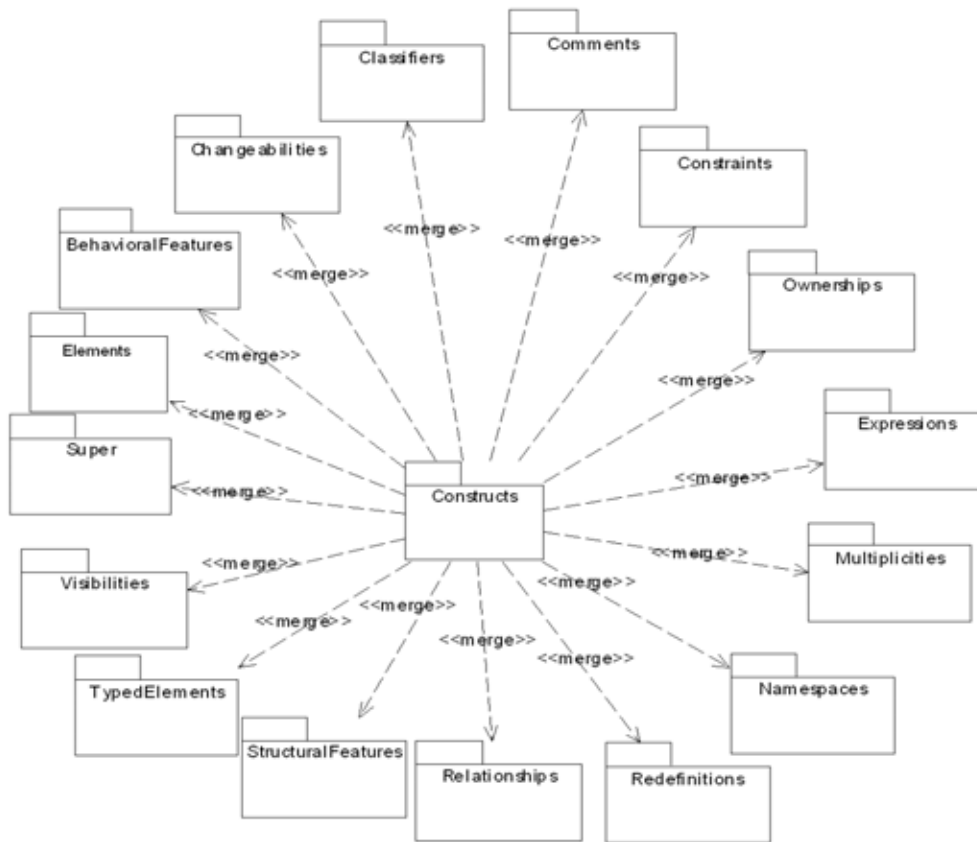 Comments
Classifiers
Changeabilities
Constraints
<<merge>>
<<merge>>
BehavioralFeatures
<<merge>>
<<merge>>
Ownerships
Elements
<<merge>>
<<merge>>
<<merge>>
Expressions
Super
<<merge>>
<<merge>>
Constructs
<<merge>>
Multiplicities
Visibilities
<<merge>>
<<merge>>
<<merge>>
<<merge>>
<<merge>>
<<merge>>
TypedElements
Namespaces
StructuralFeatures
Relationships
Redefinitions